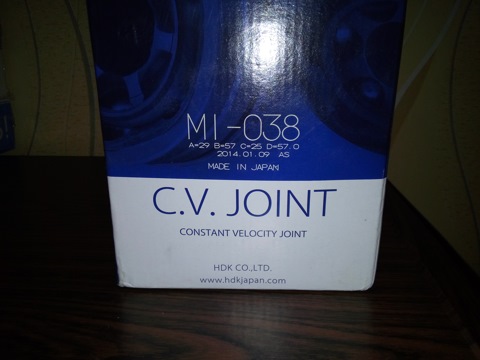 MI-038
A=29 B=57 C=25 D=57.0
2014.01.09 AS
MADE IN JAPAN
C.V. JOINT
CONSTANT VELOCITY JOINT
HDK CO.,LTD.
www.hdkjapan.com